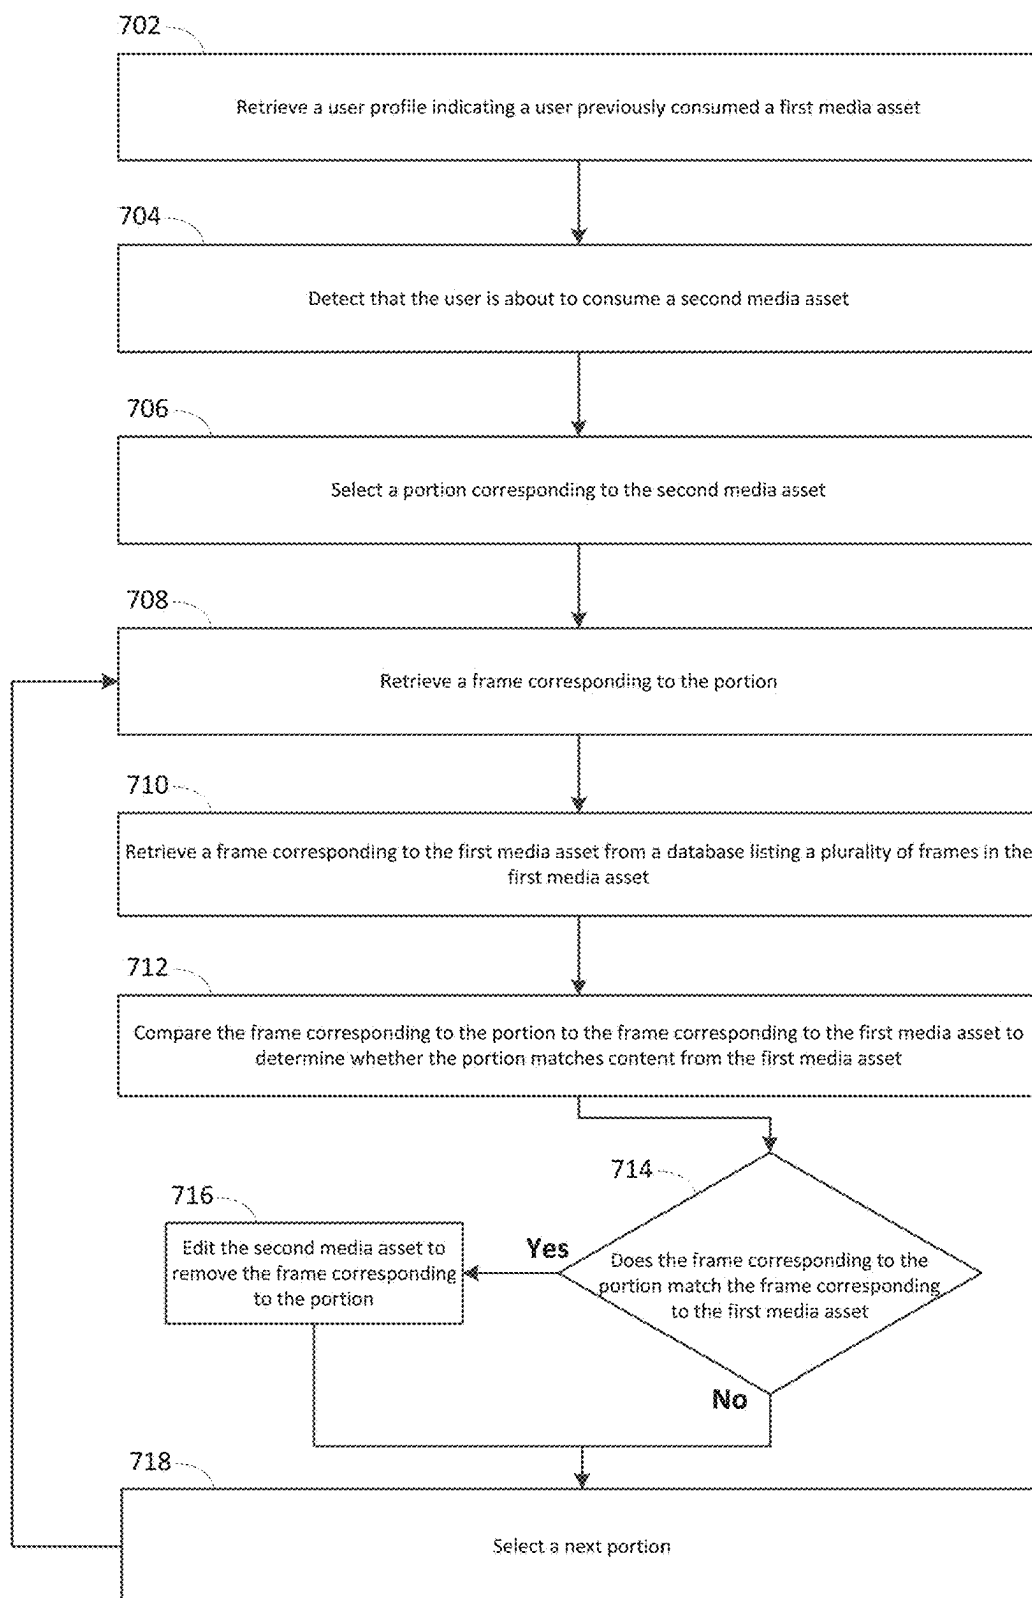 702
Retrieve a user profile indicating a user previously consumed a first media asset
704
Detect that the user is about to consume a second media asset
706
Select a portion corresponding to the second media asset
708
Retrieve a frame corresponding to the portion
710
Retrieve a frame corresponding to the first media asset from a database listing a plurality of frames in the
first media asset
712
Compare the frame corresponding to the portion to the frame corresponding to the first media asset to
determine whether the portion matches content from the first media asset
714
Does the frame corresponding to the
portion match the frame corresponding
to the first media asset
Yes
716
Edit the second media asset to
remove the frame corresponding
to the portion
No
718
Select a next portion